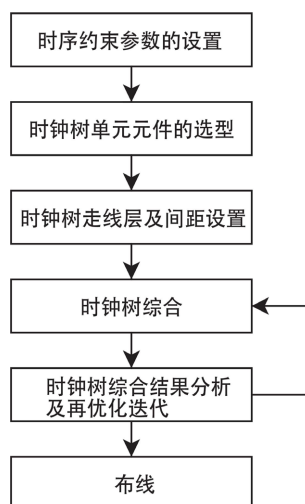 时序约束参数的设置
时钟树单元元件的选型
时钟树走线层及间距设置
时钟树综合
时钟树综合结果分析
及再优化迭代
布线